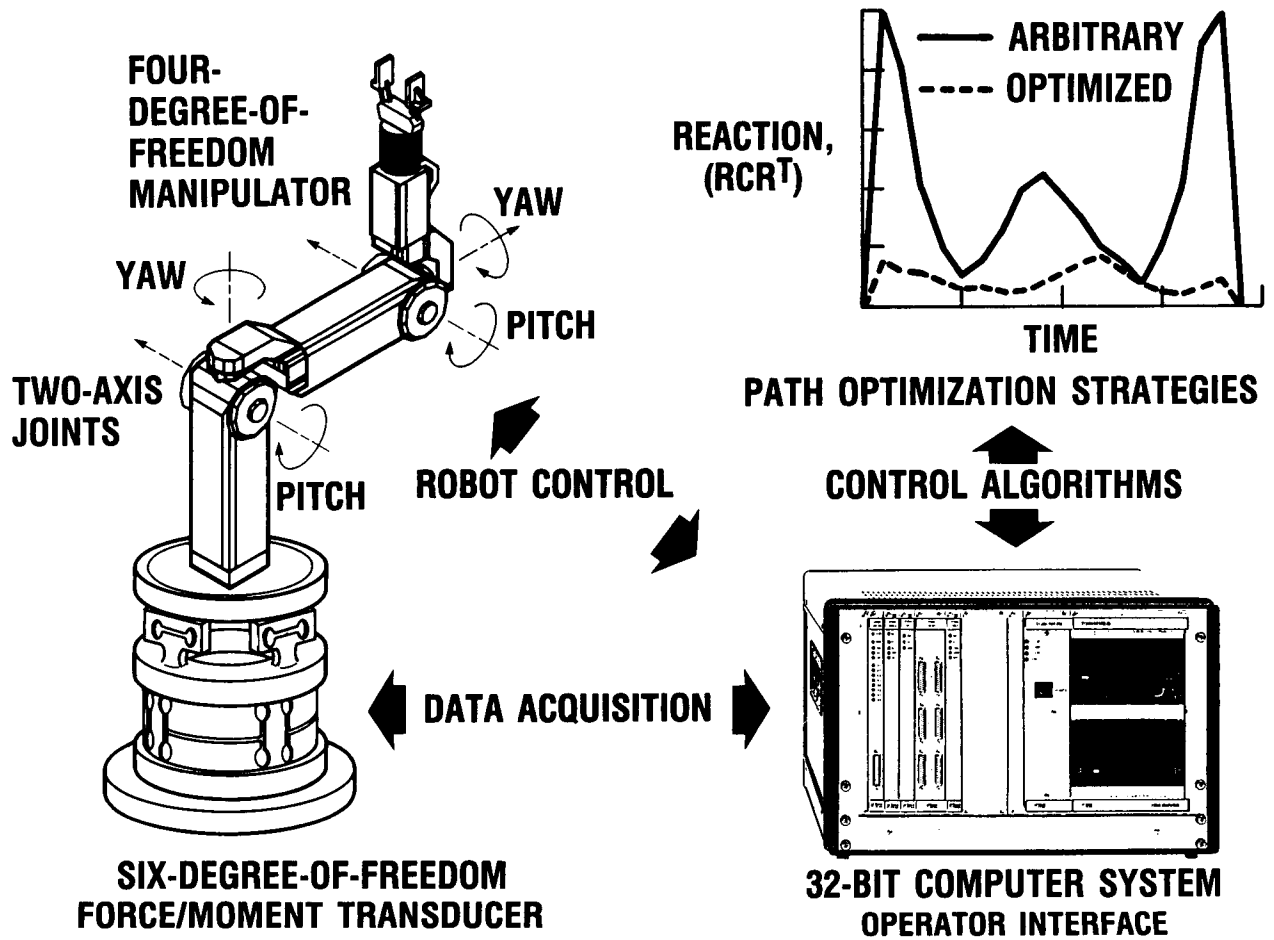 FOUR-
DEGREE-OF-
FREEDOM
MANIPULATOR
YAW
YAW
PITCH
TWO-AXIS
JOINTS
PITCH
ARBITRARY
OPTIMIZED
REACTION,
(RCRᵀ)
TIME
PATH OPTIMIZATION STRATEGIES
ROBOT CONTROL
CONTROL ALGORITHMS
DATA ACQUISITION
SIX-DEGREE-OF-FREEDOM
FORCE/MOMENT TRANSDUCER
32-BIT COMPUTER SYSTEM
OPERATOR INTERFACE